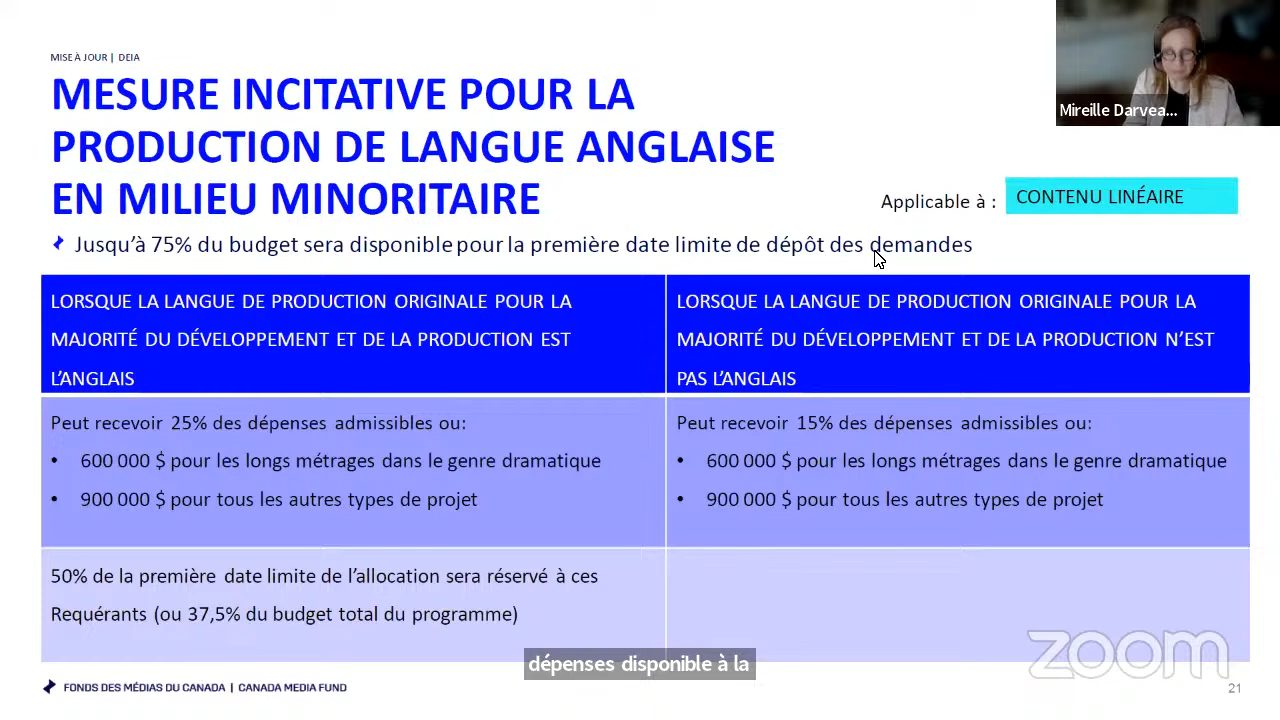 MISE À JOUR | DEIA
MESURE INCITATIVE POUR LA
PRODUCTION DE LANGUE ANGLAISE
EN MILIEU MINORITAIRE
Mireille Darvea...
Applicable à :
CONTENU LINÉAIRE
Jusqu'à 75% du budget sera disponible pour la première date limite de dépôt des demandes
LORSQUE LA LANGUE DE PRODUCTION ORIGINALE POUR LA
MAJORITÉ DU DÉVELOPPEMENT ET DE LA PRODUCTION EST
L'ANGLAIS
LORSQUE LA LANGUE DE PRODUCTION ORIGINALE POUR LA
MAJORITÉ DU DÉVELOPPEMENT ET DE LA PRODUCTION N'EST
PAS L'ANGLAIS
Peut recevoir 25% des dépenses admissibles ou:
• 600 000 $ pour les longs métrages dans le genre dramatique
• 900 000 $ pour tous les autres types de projet
Peut recevoir 15% des dépenses admissibles ou:
• 600 000 $ pour les longs métrages dans le genre dramatique
• 900 000 $ pour tous les autres types de projet
50% de la première date limite de l'allocation sera réservé à ces
Requérants (ou 37,5% du budget total du programme)
dépenses disponible à la
zoom
FONDS DES MÉDIAS DU CANADA | CANADA MEDIA FUND
21